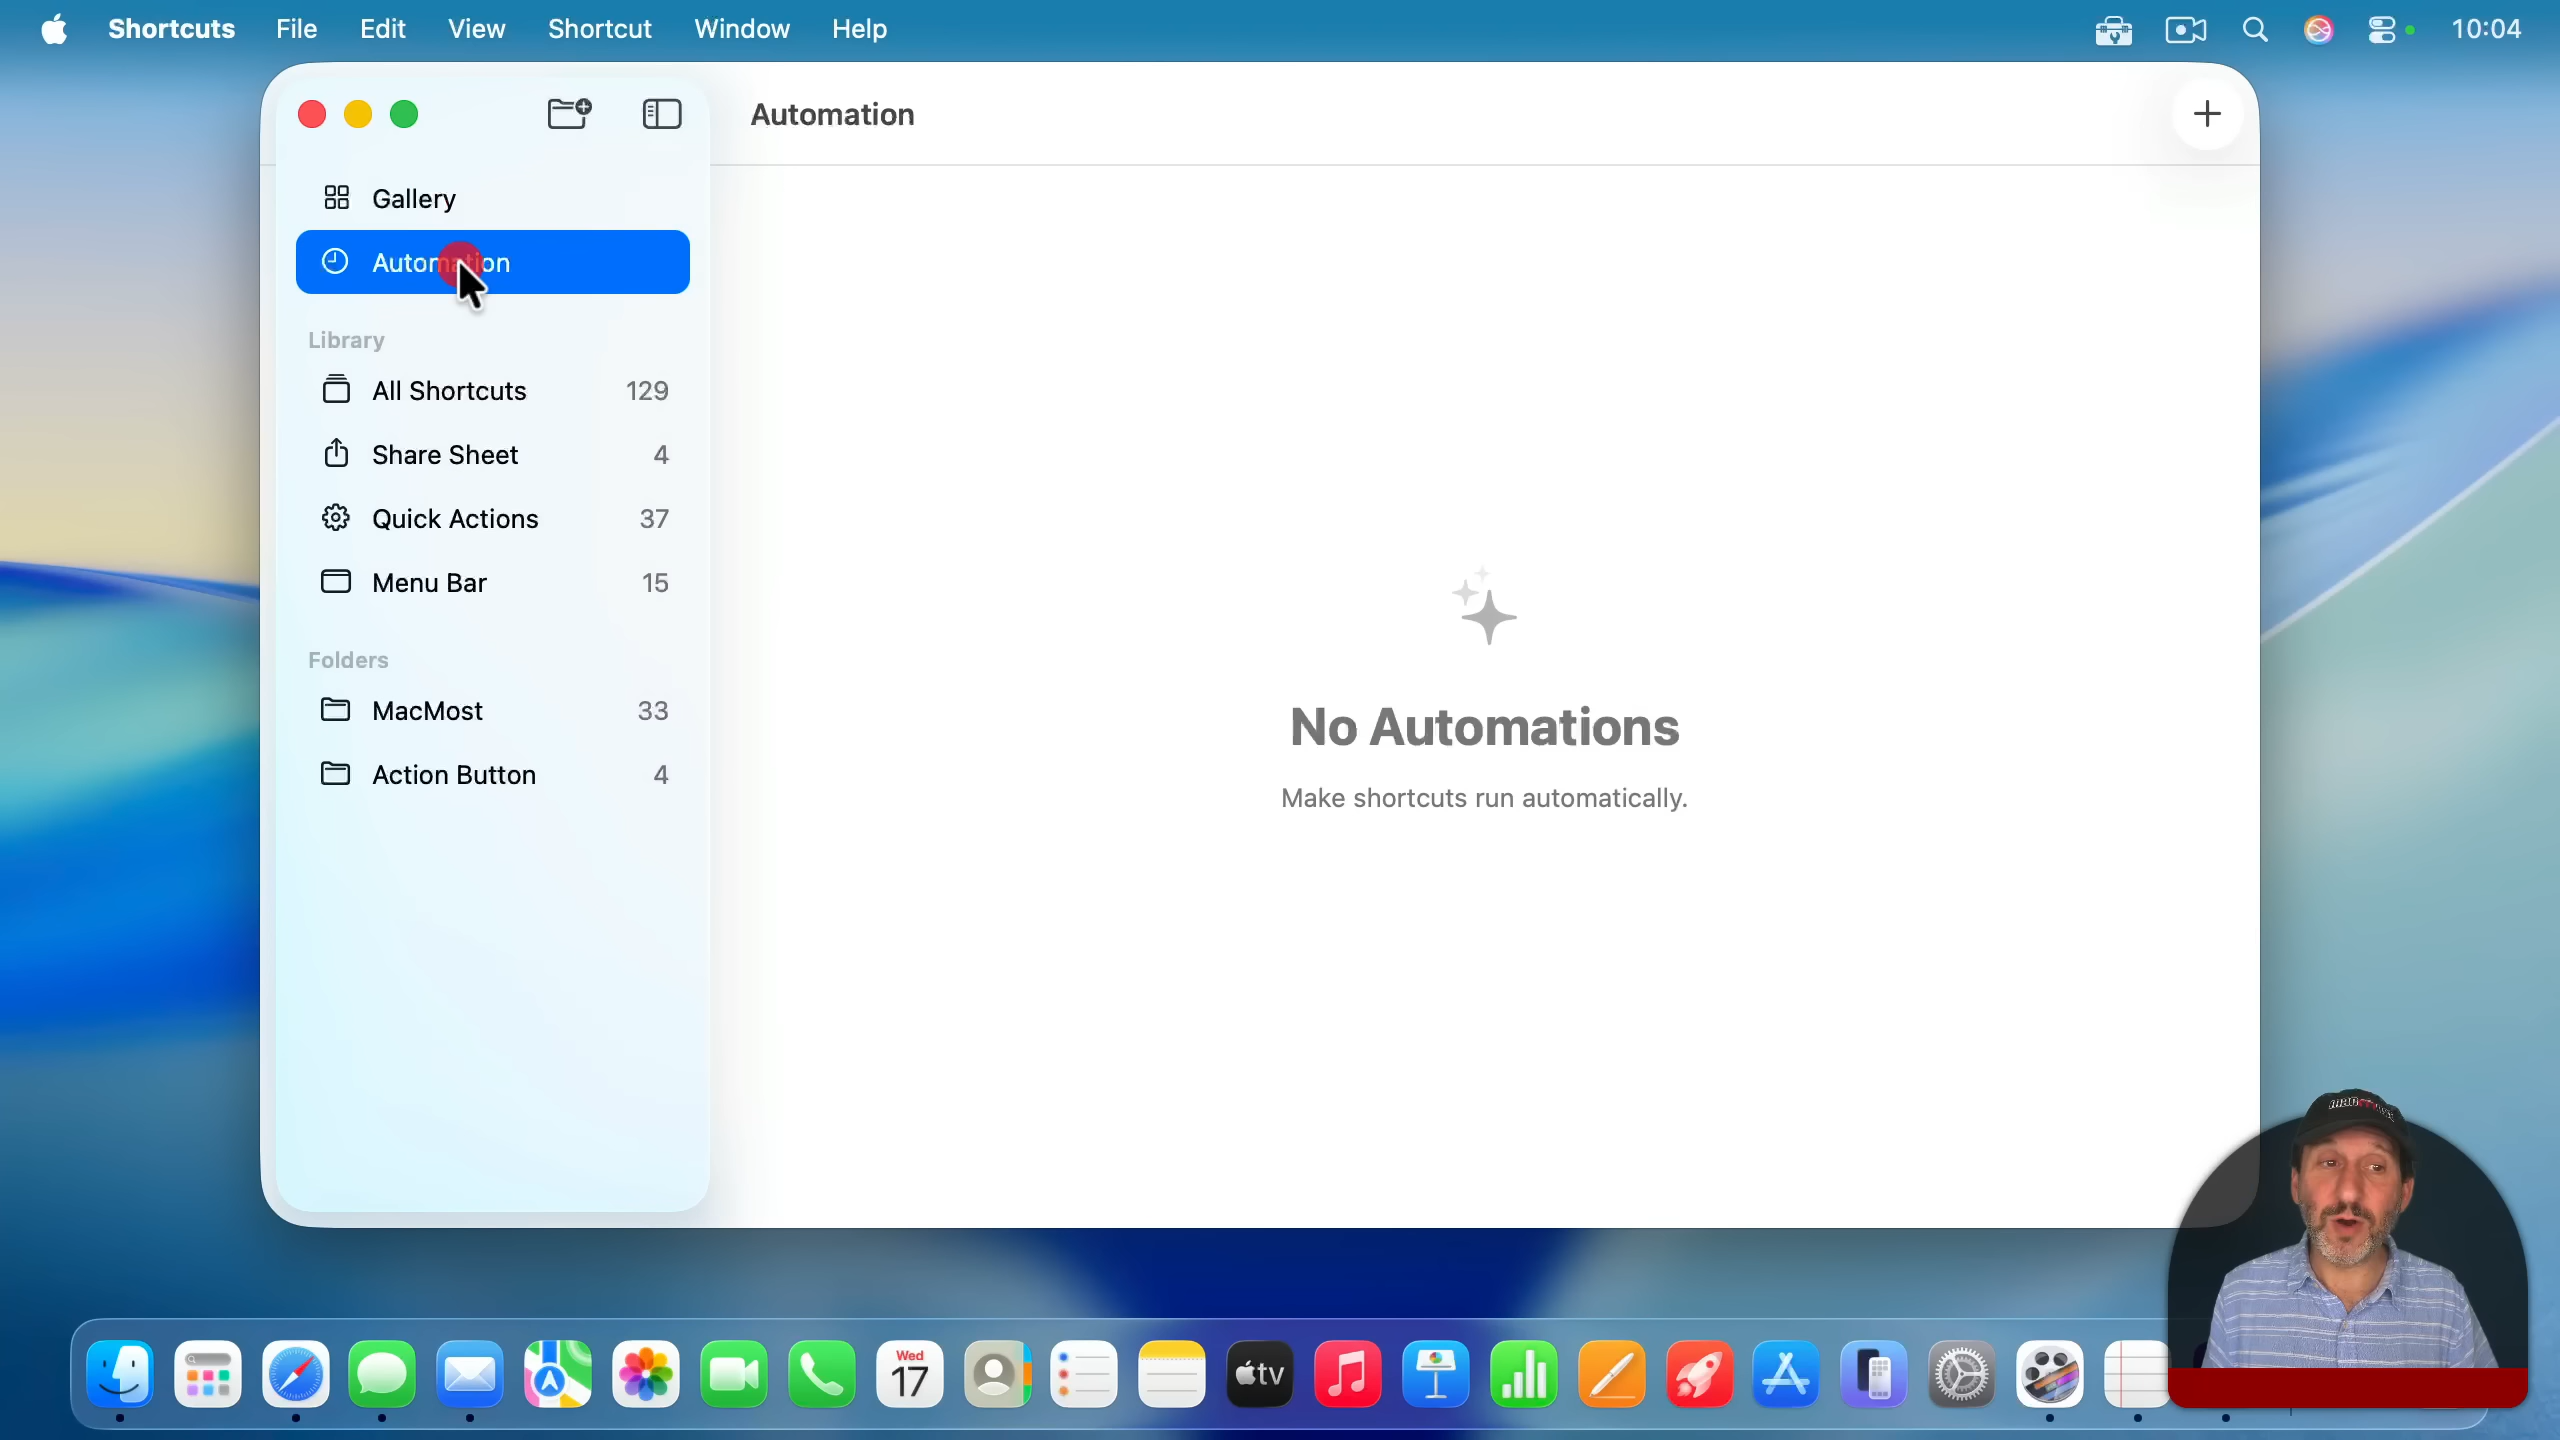 Shortcuts File Edit View Shortcut Window Help 10:04
Automation
Gallery
Automation
Library
All Shortcuts 129
Share Sheet 4
Quick Actions 37
Menu Bar 15
Folders
MacMost 33
Action Button 4
No Automations
Make shortcuts run automatically.
Wed
17
tv